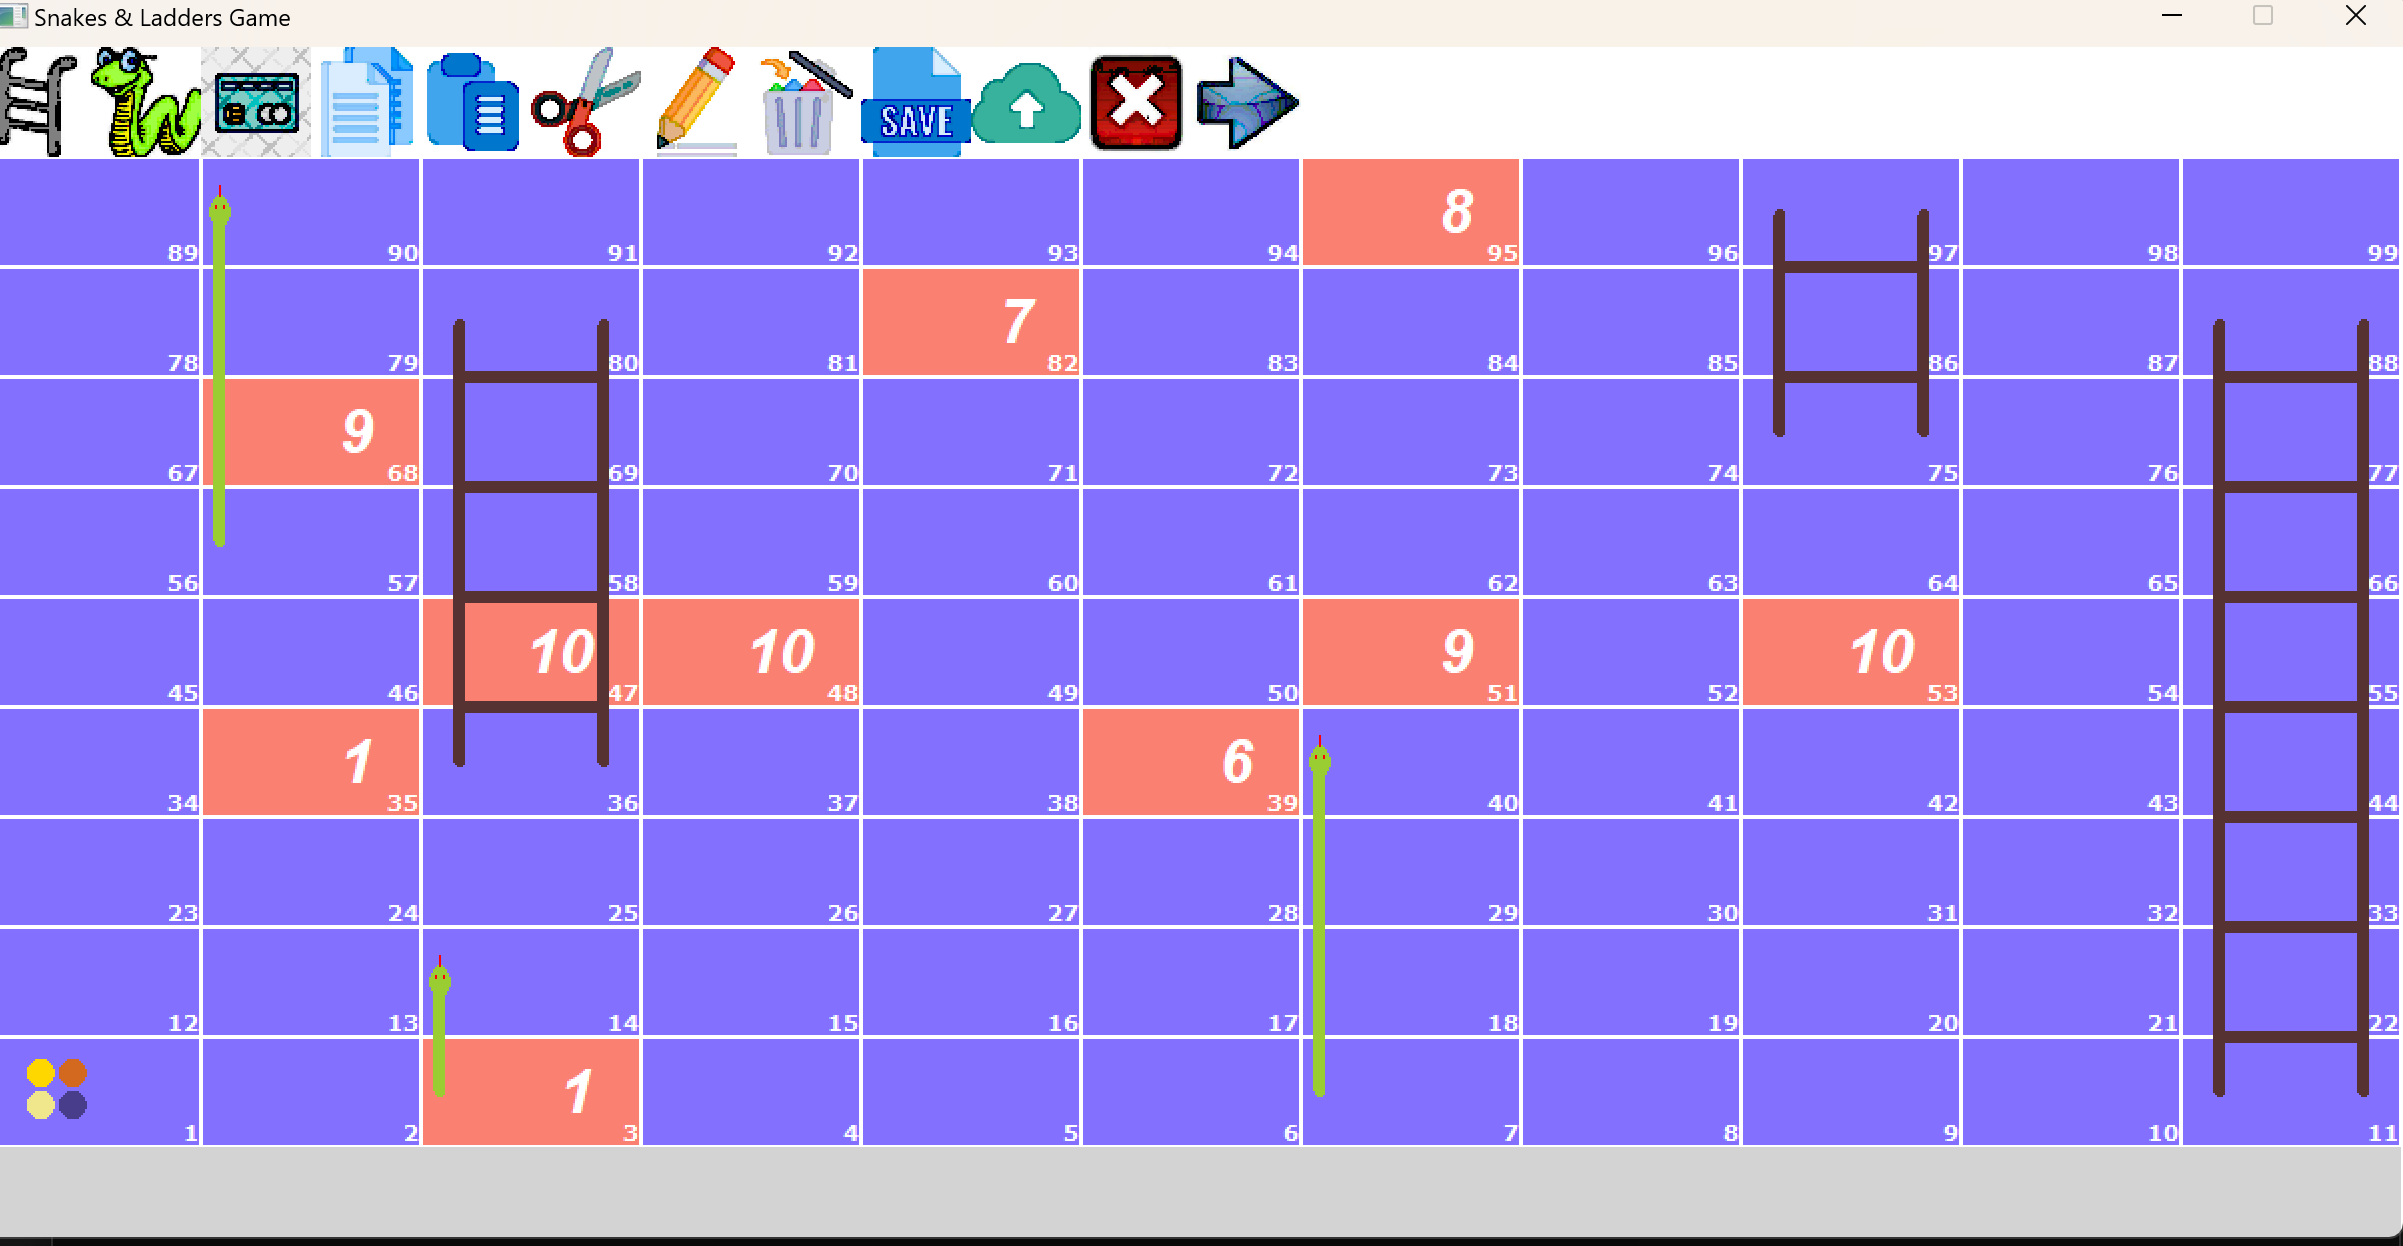 Snakes & Ladders Game
SAVE
8
89 90 91 92 93 94 95 96 97 98 99
7
78 79 80 81 82 83 84 85 86 87 88
9
67 68 69 70 71 72 73 74 75 76 77
56 57 58 59 60 61 62 63 64 65 66
10 10 9 10
45 46 47 48 49 50 51 52 53 54 55
1 6
34 35 36 37 38 39 40 41 42 43 44
23 24 25 26 27 28 29 30 31 32 33
12 13 14 15 16 17 18 19 20 21 22
1
1 2 3 4 5 6 7 8 9 10 11